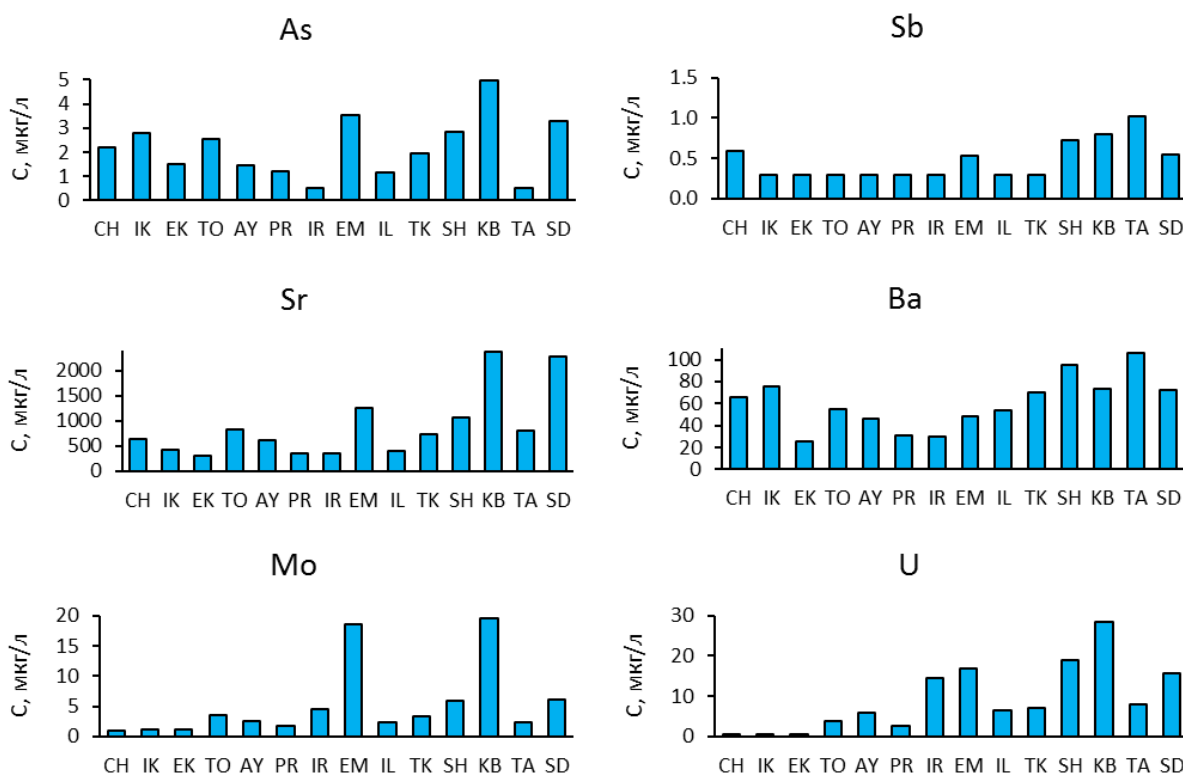 As
С, мкг/л
5
4
3
2
1
0
CH IK EK TO AY PR IR EM IL TK SH KB TA SD
Sb
С, мкг/л
1.5
1.0
0.5
0.0
CH IK EK TO AY PR IR EM IL TK SH KB TA SD
Sr
С, мкг/л
2000
1500
1000
500
0
CH IK EK TO AY PR IR EM IL TK SH KB TA SD
Ba
С, мкг/л
100
80
60
40
20
0
CH IK EK TO AY PR IR EM IL TK SH KB TA SD
Mo
С, мкг/л
20
15
10
5
0
CH IK EK TO AY PR IR EM IL TK SH KB TA SD
U
С, мкг/л
30
20
10
0
CH IK EK TO AY PR IR EM IL TK SH KB TA SD